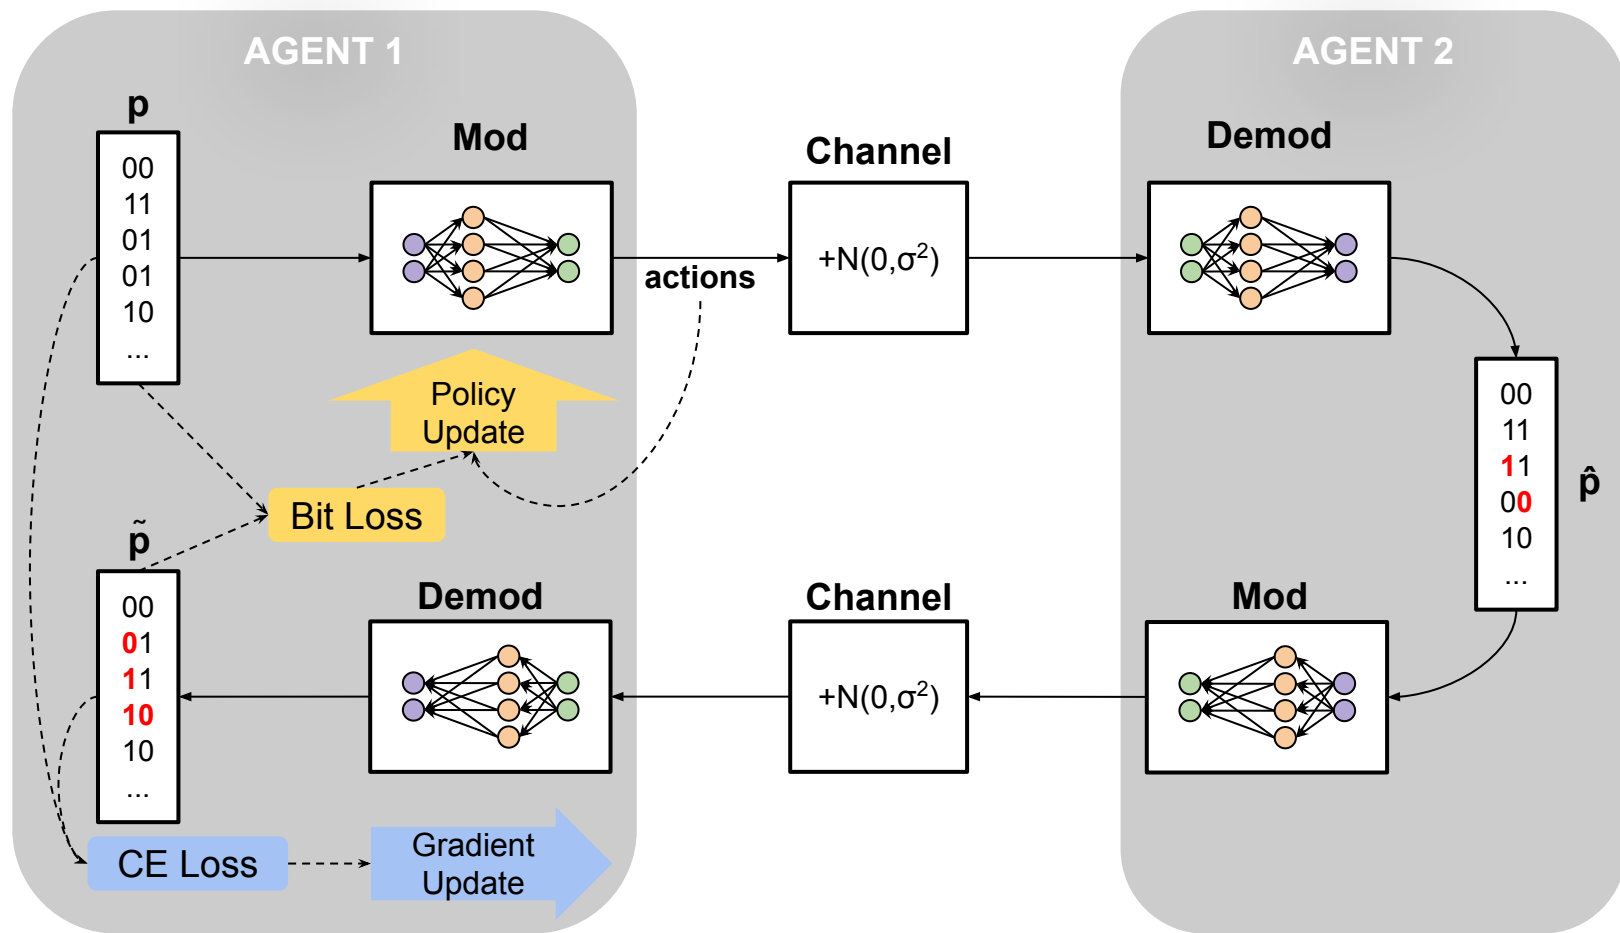 AGENT 1
AGENT 2
p
Mod
Channel
Demod
00
11
01
01
10
...
+N(0,σ²)
actions
Policy
Update
Bit Loss
00
11
11
00
10
...
p̂
p̃
Demod
Channel
Mod
00
01
11
10
10
...
+N(0,σ²)
CE Loss
Gradient
Update